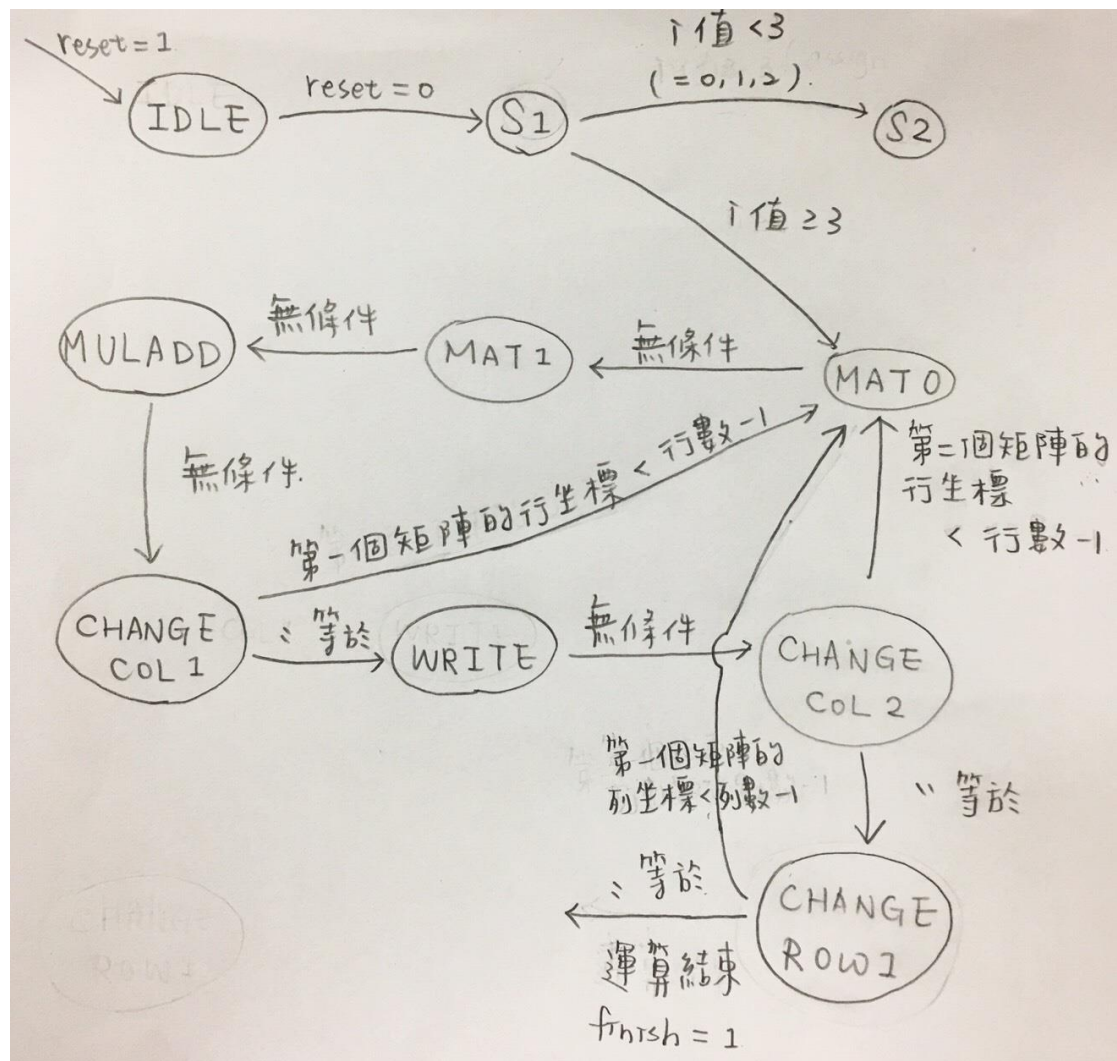 reset=1
IDLE
reset=0
S1
i值<3
(=0,1,2).
S2
i值≥3
MULADD
無條件
MAT1
無條件
MAT0
無條件.
第一個矩陣的行坐標<行數-1
第二個矩陣的
行坐標
<行數-1
CHANGE
COL1
〃等於
WRITE
無條件
CHANGE
COL2
第一個矩陣的
列坐標<列數-1
〃等於
〃等於
運算結束
finish=1
CHANGE
ROW1